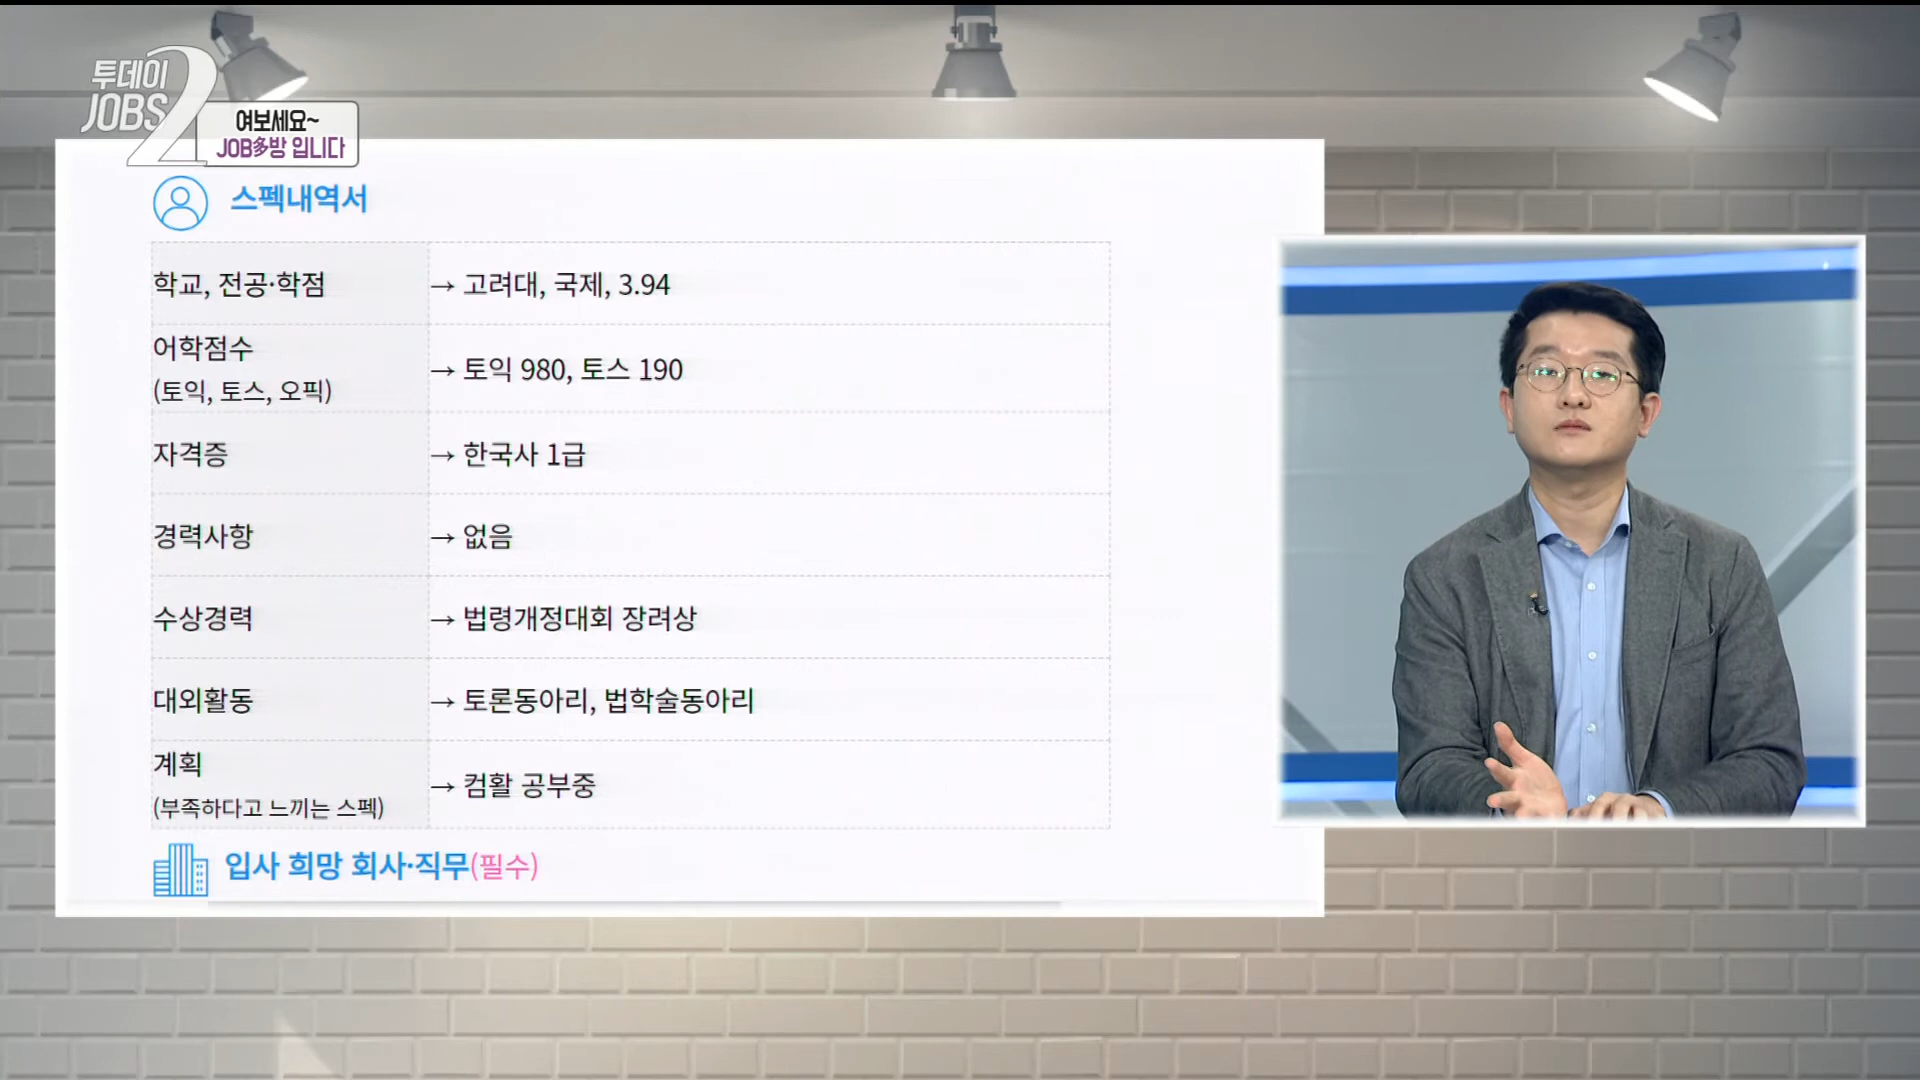 투데이
JOBS 2
여보세요~
JOB多방 입니다
스펙내역서
학교, 전공·학점 → 고려대, 국제, 3.94
어학점수
(토익, 토스, 오픽) → 토익 980, 토스 190
자격증 → 한국사 1급
경력사항 → 없음
수상경력 → 법령개정대회 장려상
대외활동 → 토론동아리, 법학술동아리
계획
(부족하다고 느끼는 스펙) → 컴활 공부중
입사 희망 회사·직무(필수)